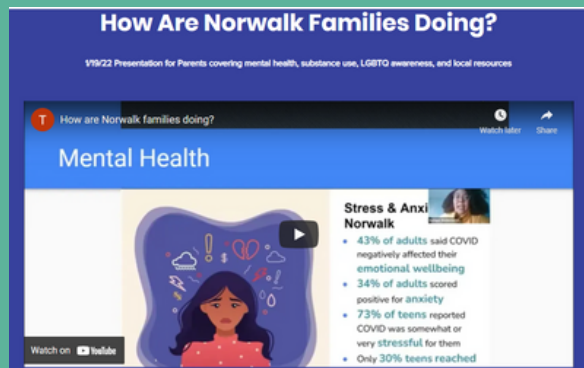 How Are Norwalk Families Doing?
1/19/22 Presentation for Parents covering mental health, substance use, LGBTQ awareness, and local resources
T
How are Norwalk families doing?
Watch later
Share
Mental Health
Stress & Anxi
Norwalk
• 43% of adults said COVID
negatively affected their
emotional wellbeing
• 34% of adults scored
positive for anxiety
• 73% of teens reported
COVID was somewhat or
very stressful for them
• Only 30% teens reached
Watch on YouTube